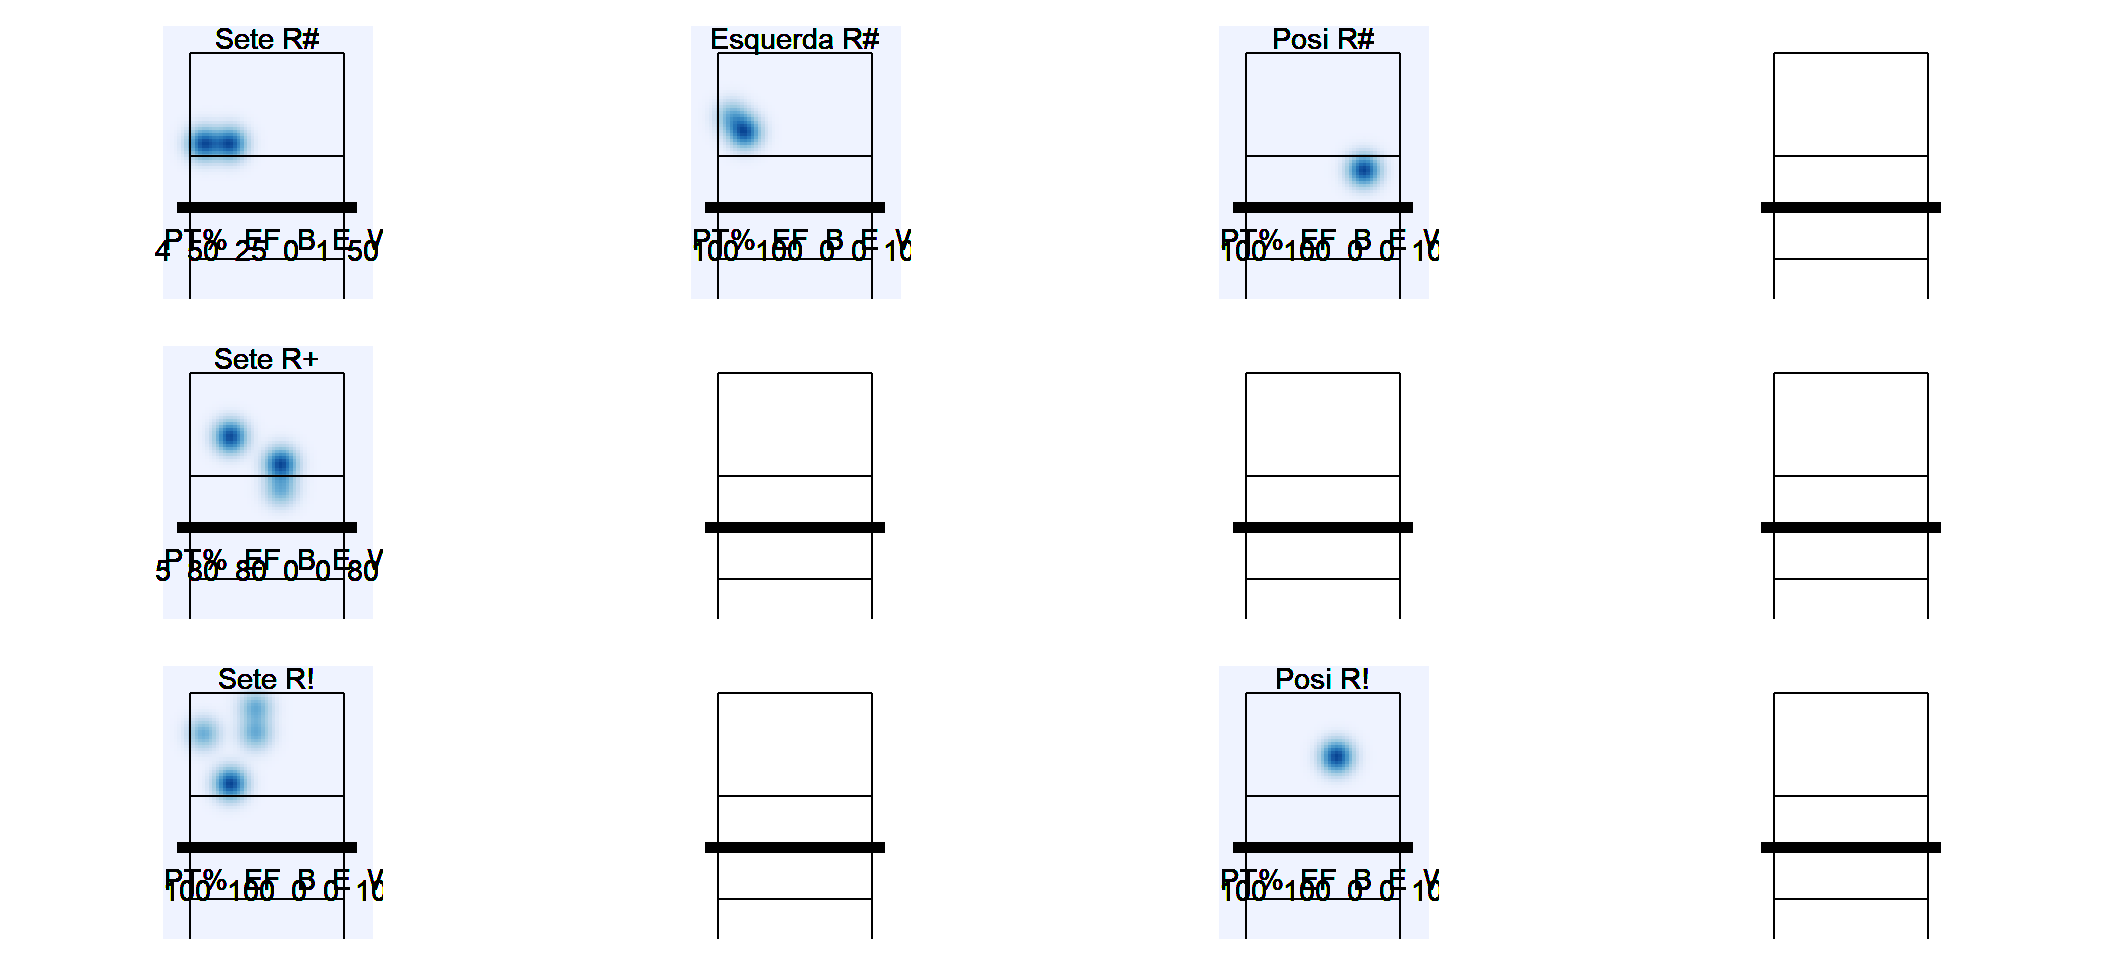 Sete R#
Esquerda R#
Posi R#
PT% EF B E V
4 50 25 0 1 50
PT% EF B E V
100 100 0 0 10
PT% EF B E V
100 100 0 0 10
Sete R+
PT% EF B E V
5 80 80 0 0 80
Sete R!
Posi R!
PT% EF B E V
100 100 0 0 10
PT% EF B E V
100 100 0 0 10